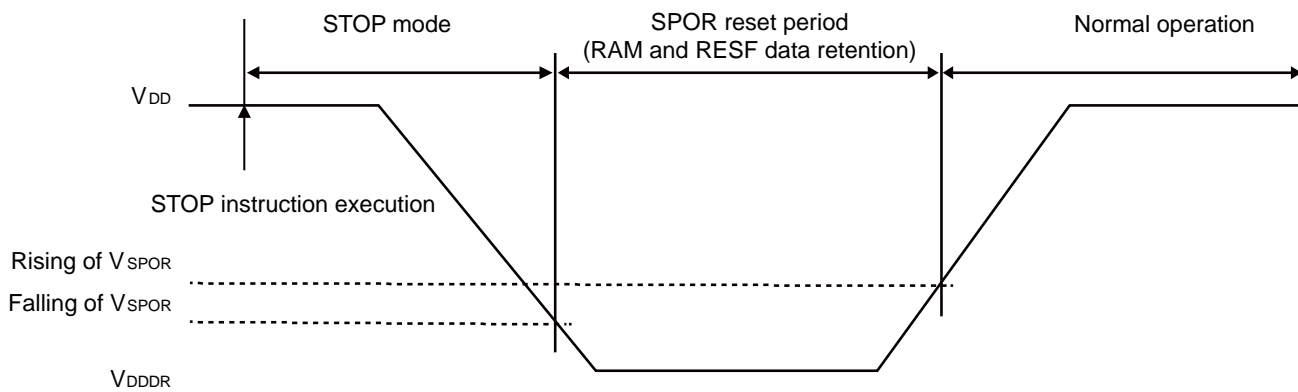 STOP mode
SPOR reset period
(RAM and RESF data retention)
Normal operation
VDD
STOP instruction execution
Rising of VSPOR
Falling of VSPOR
VDDDR